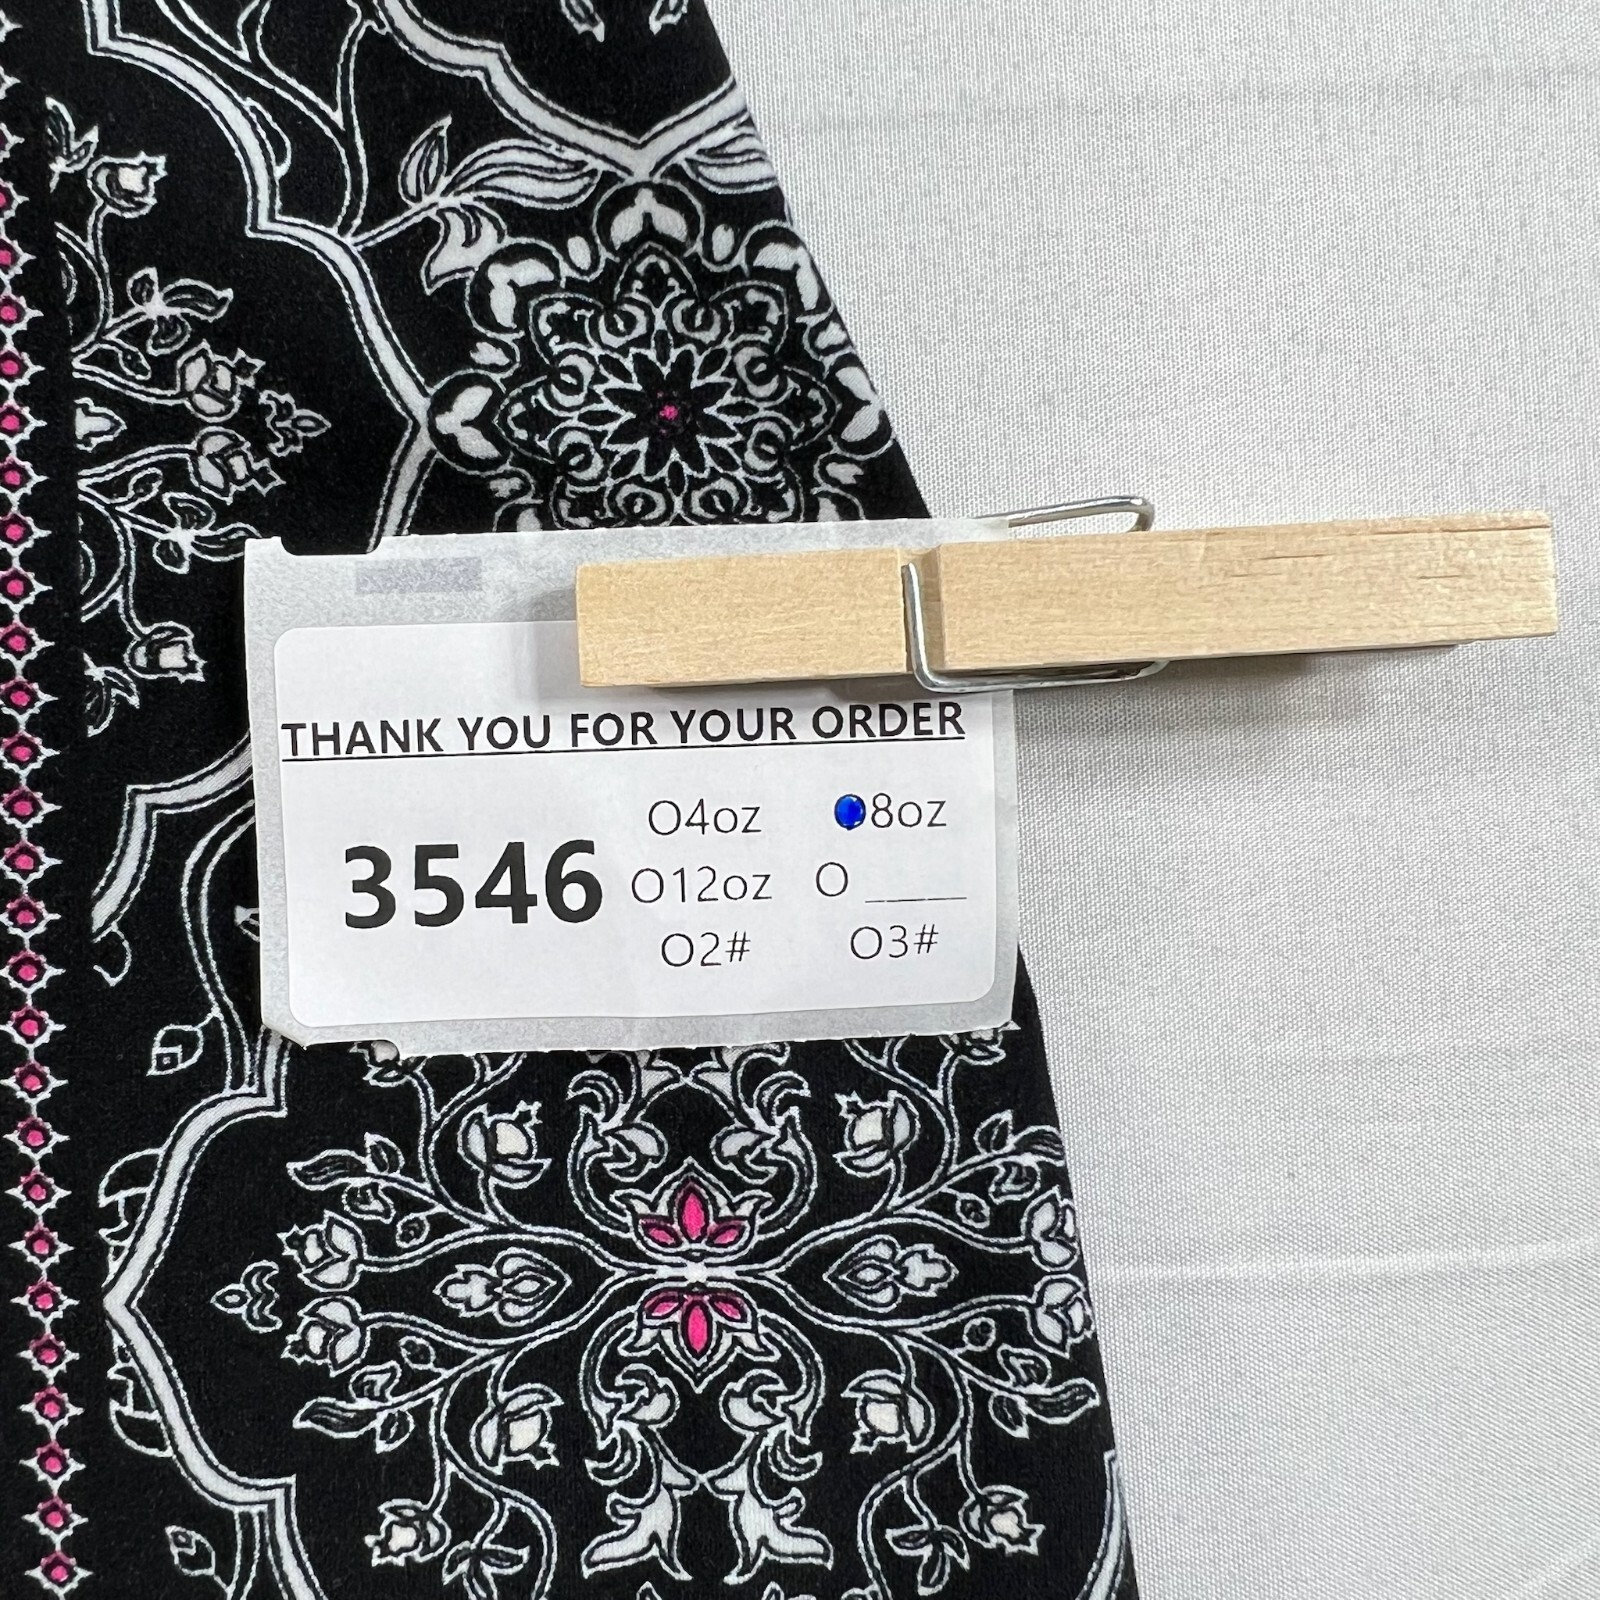 THANK YOU FOR YOUR ORDER
3546
O4oz 8oz
O12oz O ____
O2# O3#